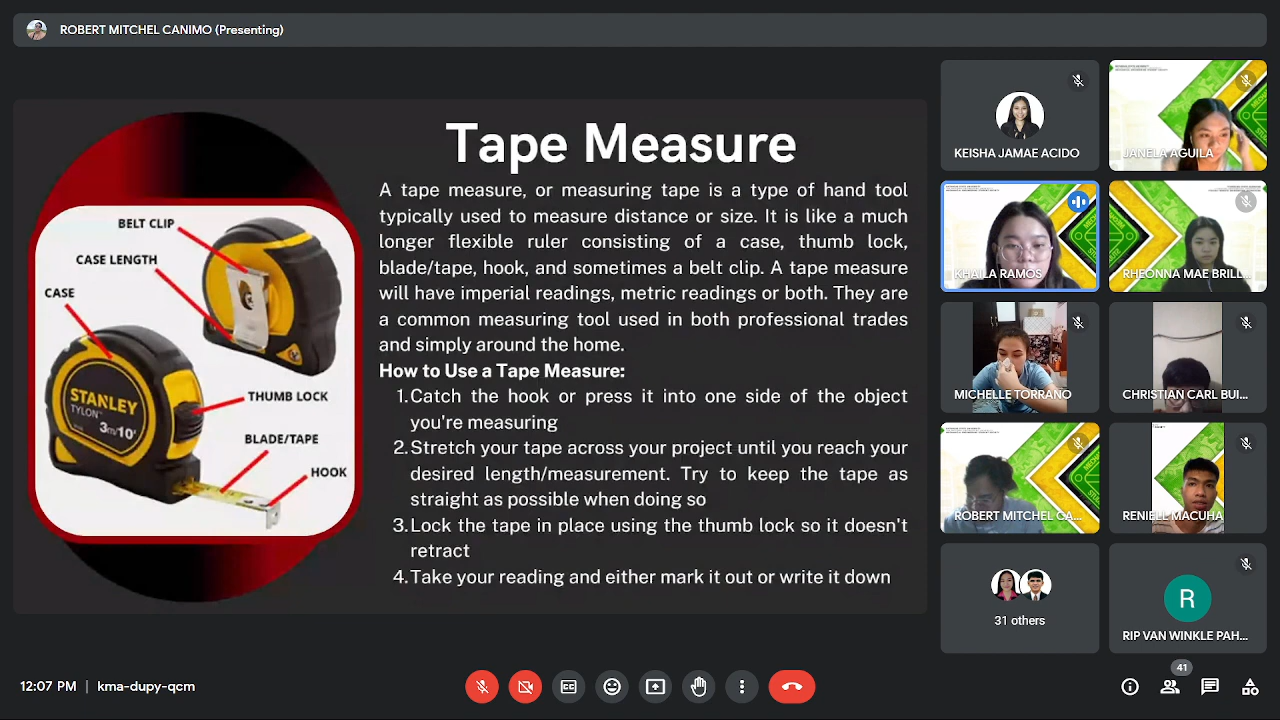 ROBERT MITCHEL CANIMO (Presenting)
Tape Measure
A tape measure, or measuring tape is a type of hand tool
typically used to measure distance or size. It is like a much
longer flexible ruler consisting of a case, thumb lock,
blade/tape, hook, and sometimes a belt clip. A tape measure
will have imperial readings, metric readings or both. They are
a common measuring tool used in both professional trades
and simply around the home.
How to Use a Tape Measure:
1. Catch the hook or press it into one side of the object
you're measuring
2. Stretch your tape across your project until you reach your
desired length/measurement. Try to keep the tape as
straight as possible when doing so
3. Lock the tape in place using the thumb lock so it doesn't
retract
4. Take your reading and either mark it out or write it down
BELT CLIP
CASE LENGTH
CASE
STANLEY
TYLON
3m/10'
THUMB LOCK
BLADE/TAPE
HOOK
KEISHA JAMAE ACIDO
JANELA AGUILA
KHAILA RAMOS
RHEONNA MAE BRILL...
MICHELLE TORRANO
CHRISTIAN CARL BUI...
ROBERT MITCHEL CA...
RENIELL MACUHA
31 others
R
RIP VAN WINKLE PAH...
12:07 PM | kma-dupy-qcm
41